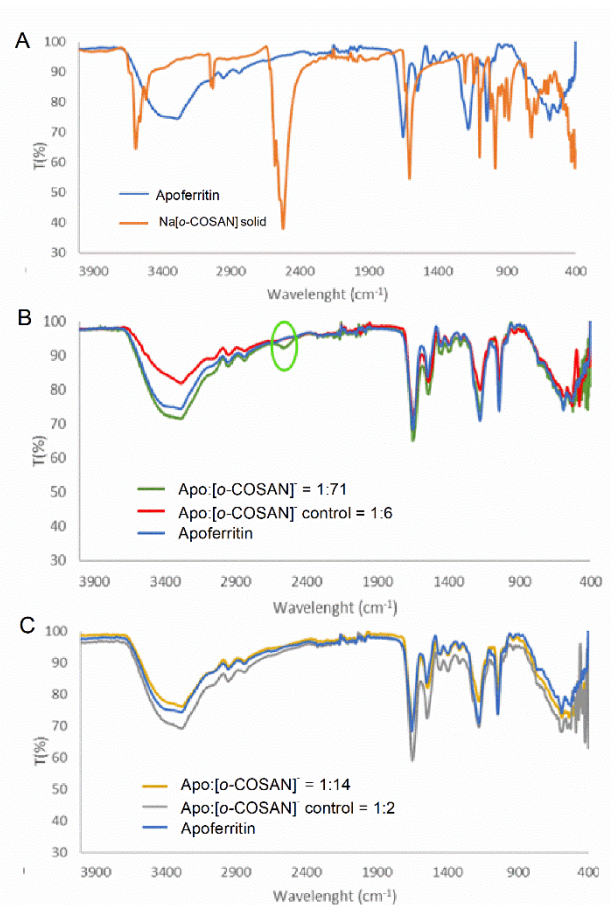 A
100
90
80
70
60
50
40
30
T(%)
Apoferritin
Na[o-COSAN] solid
3900 3400 2900 2400 1900 1400 900 400
Wavelenght (cm-1)
B
100
90
80
70
60
50
40
30
T(%)
Apo:[o-COSAN]- = 1:71
Apo:[o-COSAN]- control = 1:6
Apoferritin
3900 3400 2900 2400 1900 1400 900 400
Wavelenght (cm-1)
C
100
90
80
70
60
50
40
30
T(%)
Apo:[o-COSAN]- = 1:14
Apo:[o-COSAN]- control = 1:2
Apoferritin
3900 3400 2900 2400 1900 1400 900 400
Wavelenght (cm-1)